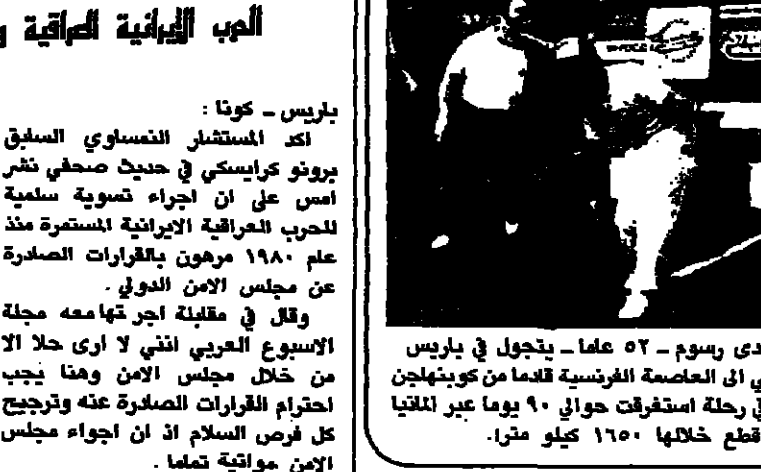 الحرب الإيرانية العراقية و
باريس ـ كونا :
اكد المستشار النمساوي السابق
برونو كرايسكي في حديث صحفي نشر
امس على ان اجراء تسوية سلمية
للحرب العراقية الايرانية المستمرة منذ
عام ١٩٨٠ مرهون بالقرارات الصادرة
عن مجلس الامن الدولي .
وقال في مقابلة اجر تهامعه مجلة
الاسبوع العربي انني لا ارى حلا الا
من خلال مجلس الامن وهنا يجب
احترام القرارات الصادرة عنه وترجيح
كل فرص السلام اذ ان اجواء مجلس
الامن مواتية تماما .
دى رسوم ـ ٥٢ عاما ـ يتجول في باريس
ي الى العاصمة الفرنسية قادما من كوبنهاجن
في رحلة استغرقت حوالي ٩٠ يوما عبر المانيا
قطع خلالها ١٦٥٠ كيلو مترا.